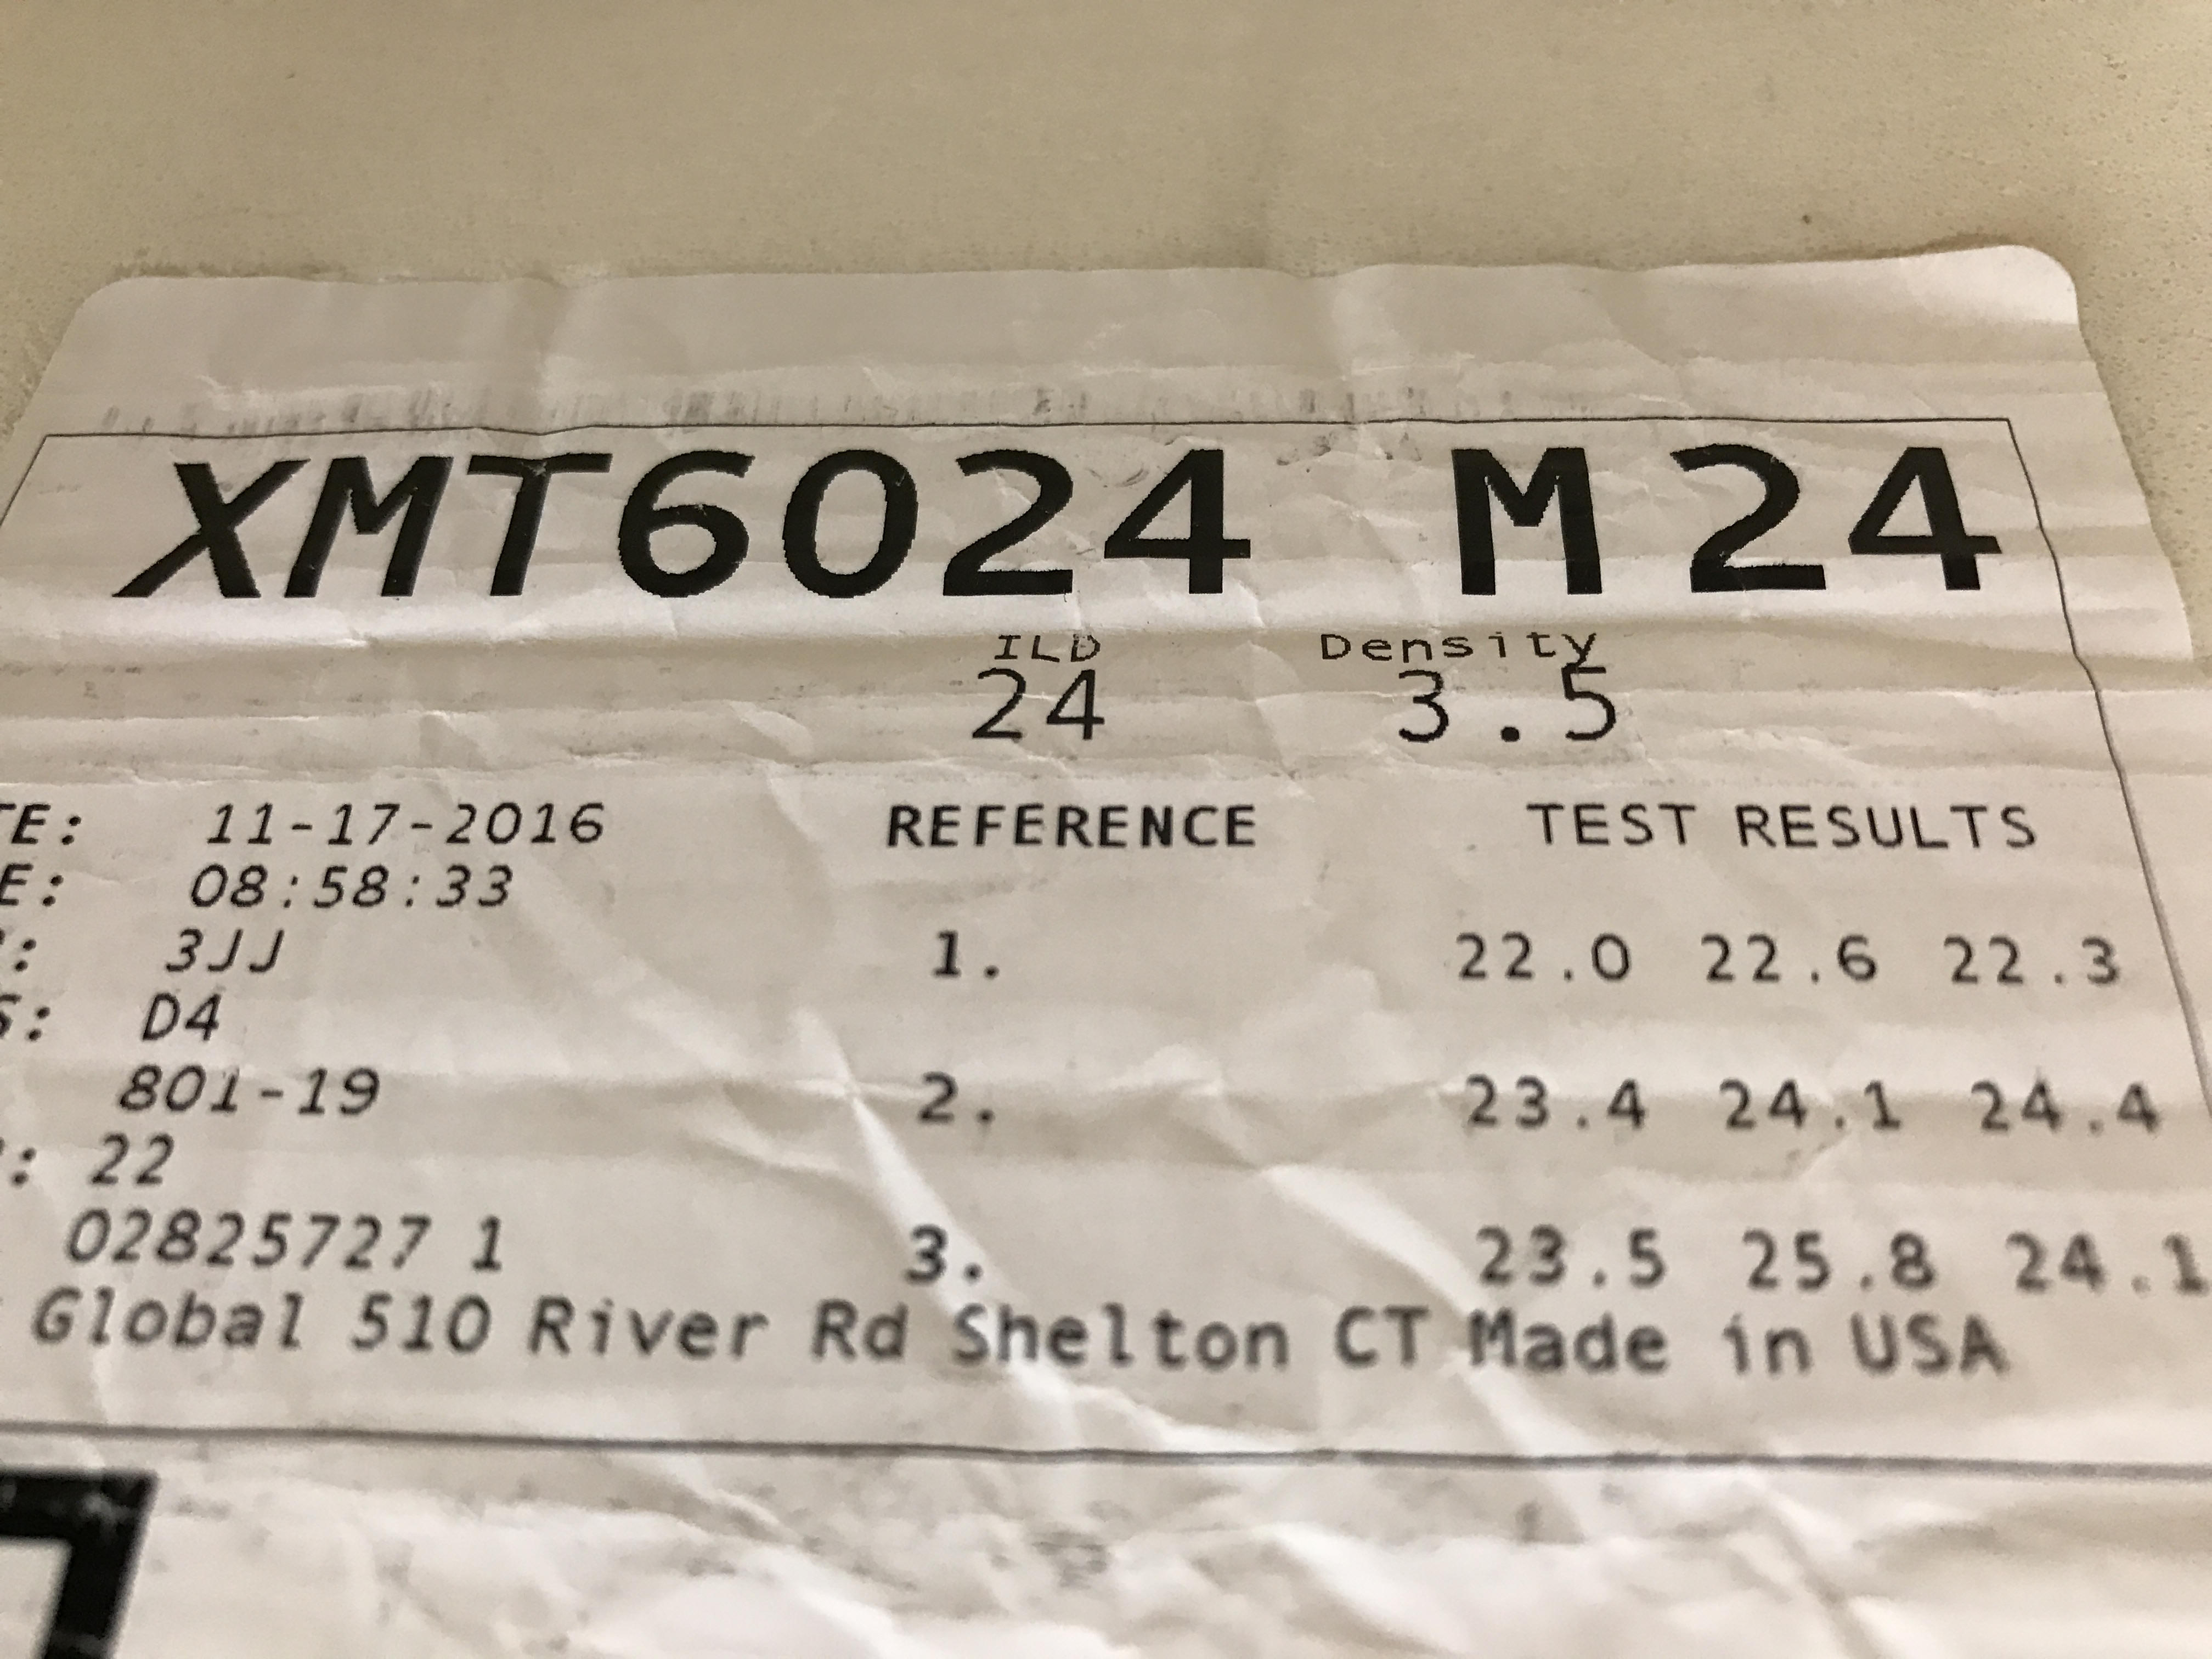 XMT6024 M 24
ILD Density
24 3.5
TE: 11-17-2016 REFERENCE TEST RESULTS
E: 08:58:33
: 3JJ 1. 22.0 22.6 22.3
S: D4
801-19 2. 23.4 24.1 24.4
: 22
02825727 1 3. 23.5 25.8 24.1
Global 510 River Rd Shelton CT Made in USA